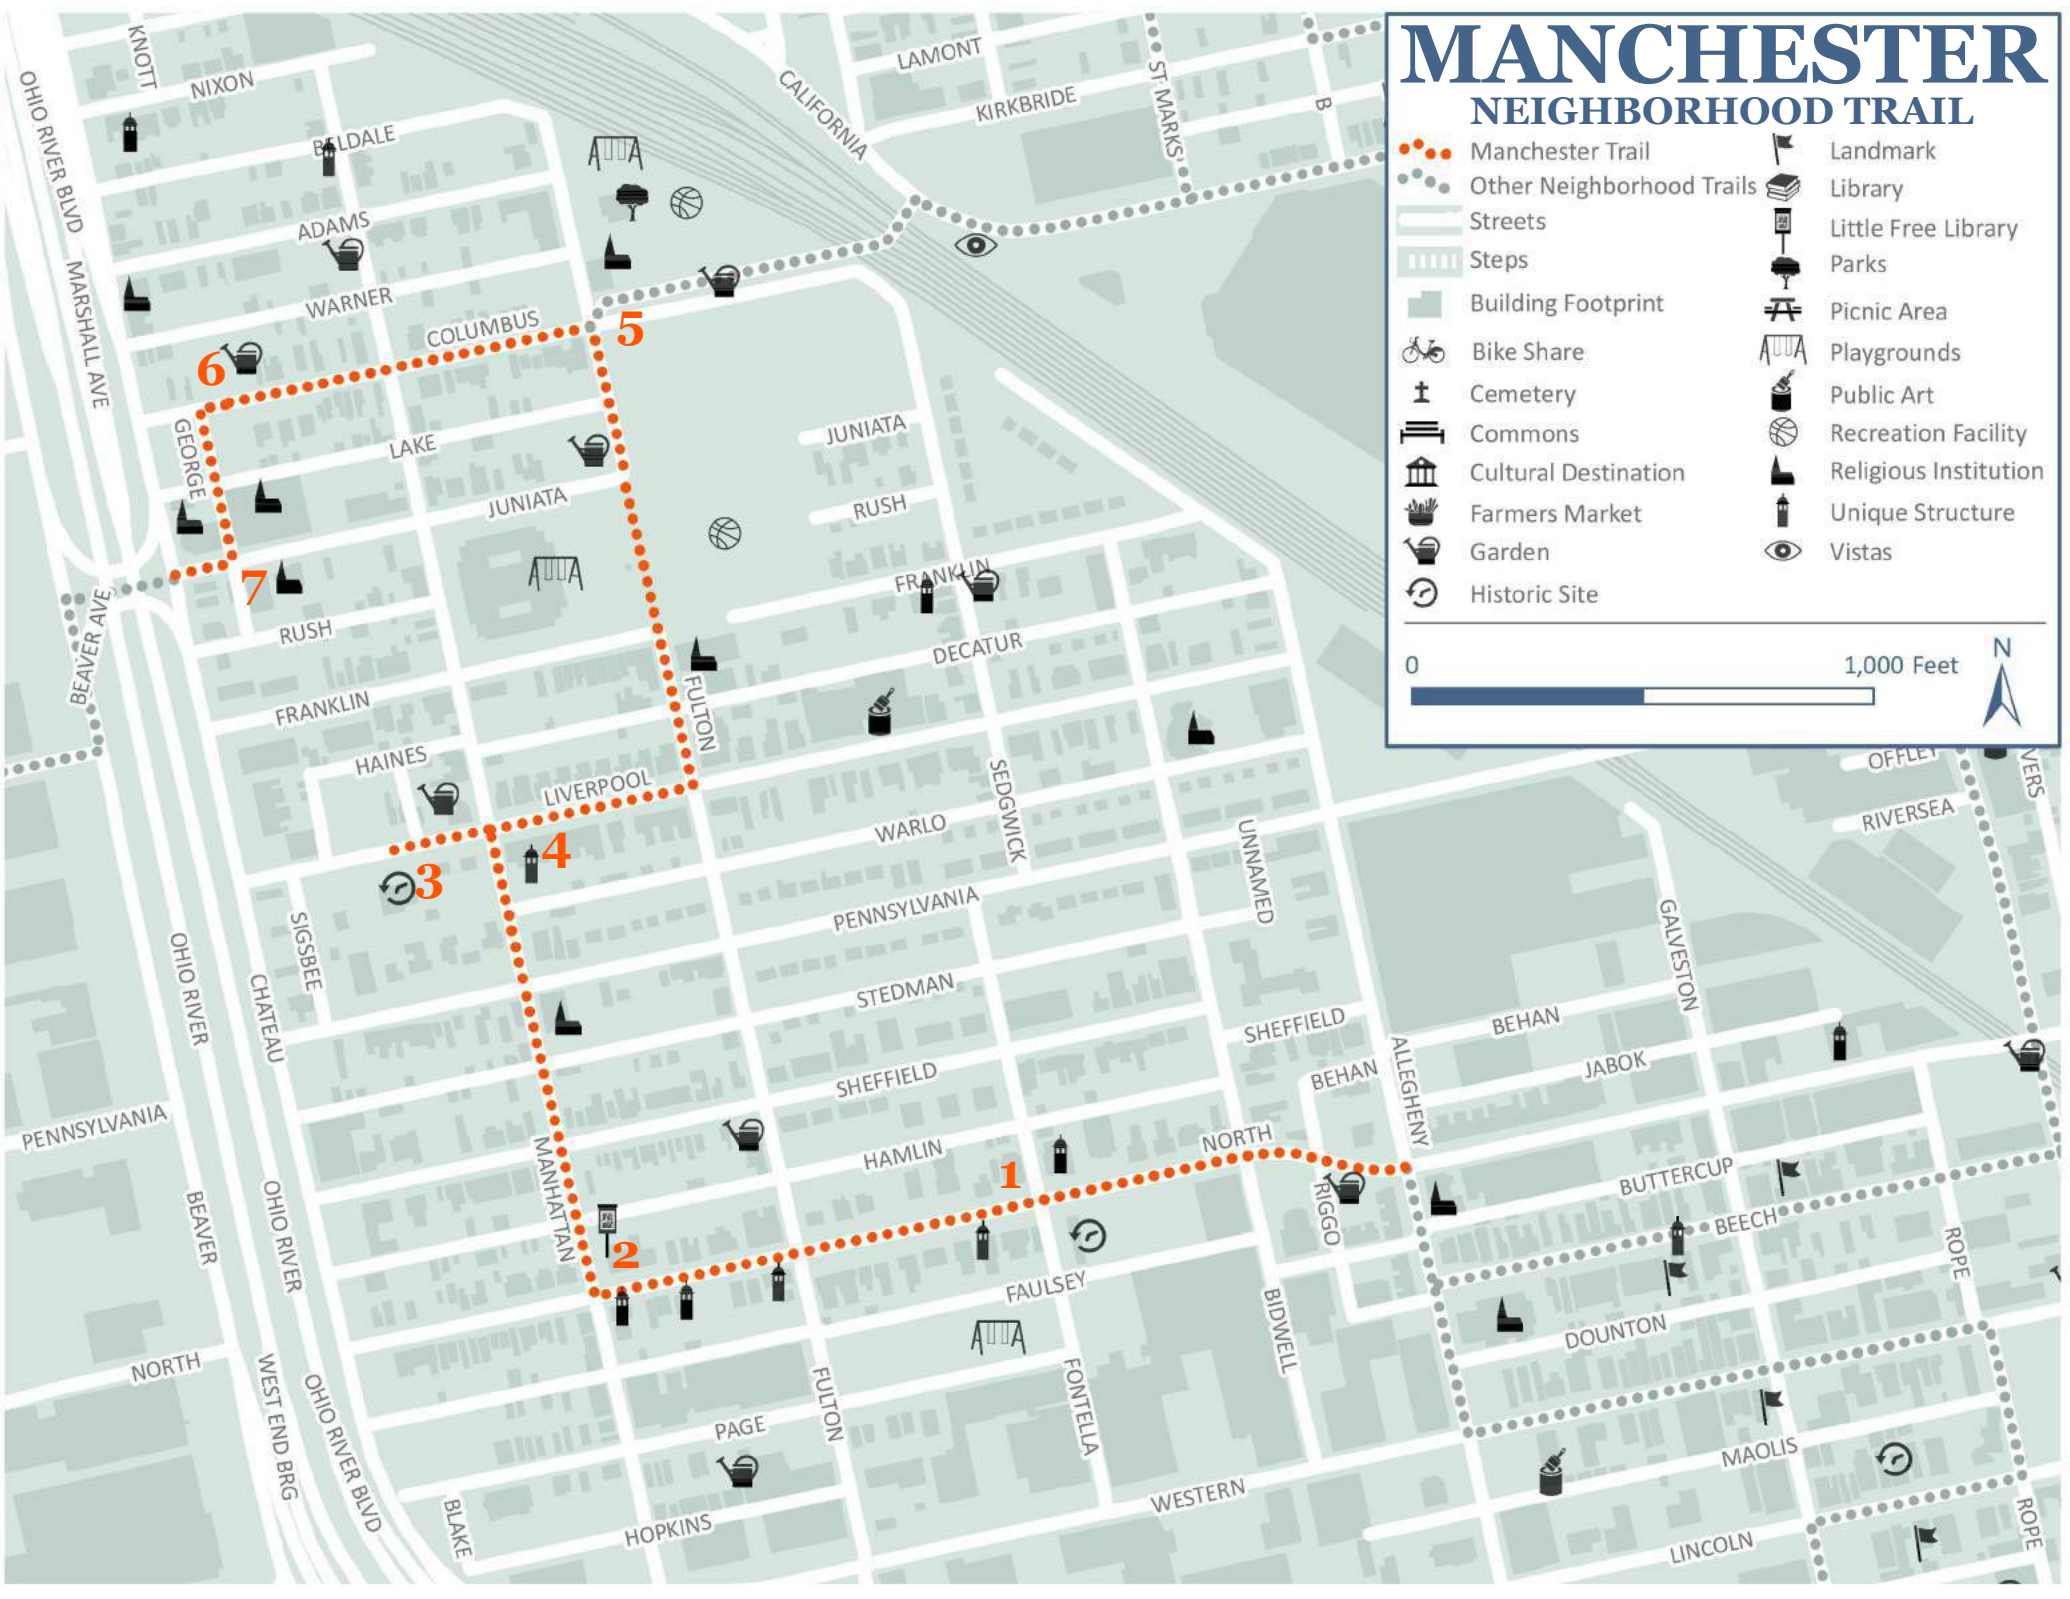 MANCHESTER
NEIGHBORHOOD TRAIL
Manchester Trail
Other Neighborhood Trails
Streets
Steps
Building Footprint
Bike Share
Cemetery
Commons
Cultural Destination
Farmers Market
Garden
Historic Site
Landmark
Library
Little Free Library
Parks
Picnic Area
Playgrounds
Public Art
Recreation Facility
Religious Institution
Unique Structure
Vistas
0
1,000 Feet
N
KNOTT
NIXON
OHIO RIVER BLVD
BELDALE
ADAMS
MARSHALL AVE
WARNER
COLUMBUS
CALIFORNIA
LAMONT
KIRKBRIDE
ST MARKS
B
5
6
GEORGE
LAKE
JUNIATA
JUNIATA
RUSH
7
BEAVER AVE
RUSH
FRANKLIN
FRANKLIN
DECATUR
FULTON
HAINES
LIVERPOOL
4
3
SEDGWICK
WARLO
UNNAMED
OFFLEY
VERS
RIVERSEA
SIGSBEE
PENNSYLVANIA
OHIO RIVER
CHATEAU
STEDMAN
GALVESTON
SHEFFIELD
BEHAN
SHEFFIELD
BEHAN
ALLEGHENY
JABOK
PENNSYLVANIA
MANHATTAN
HAMLIN
NORTH
1
2
RIGGO
BUTTERCUP
BEECH
BEAVER
OHIO RIVER
FAULSEY
ROPE
BIDWELL
DOUNTON
NORTH
WEST END BRG
OHIO RIVER BLVD
FULTON
FONTELLA
PAGE
MAOLIS
BLAKE
HOPKINS
WESTERN
LINCOLN
ROPE